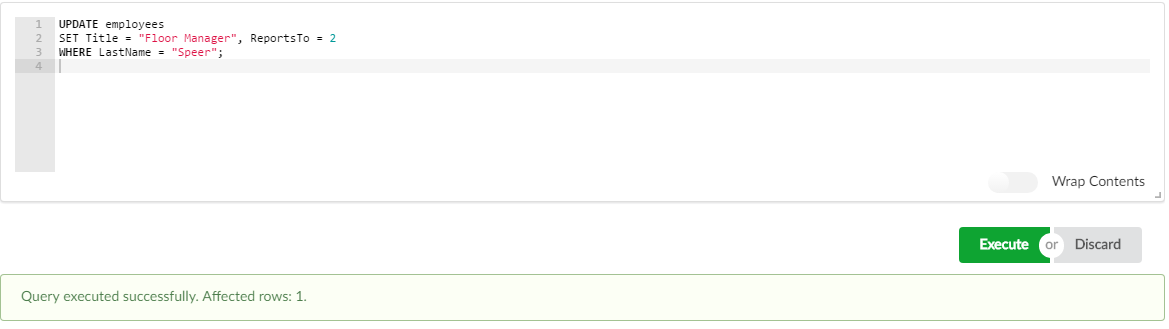 1 UPDATE employees
2 SET Title = "Floor Manager", ReportsTo = 2
3 WHERE LastName = "Speer";
4
Wrap Contents
Execute or Discard
Query executed successfully. Affected rows: 1.